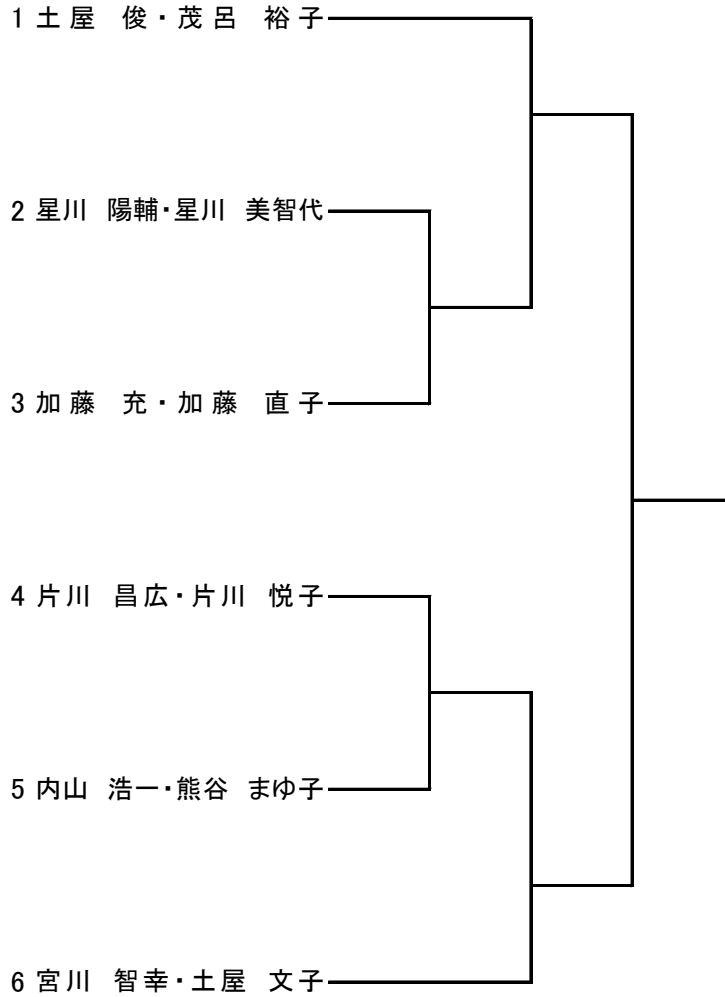 1 土屋 俊・茂呂 裕子
2 星川 陽輔・星川 美智代
3 加藤 充・加藤 直子
4 片川 昌広・片川 悦子
5 内山 浩一・熊谷 まゆ子
6 宮川 智幸・土屋 文子